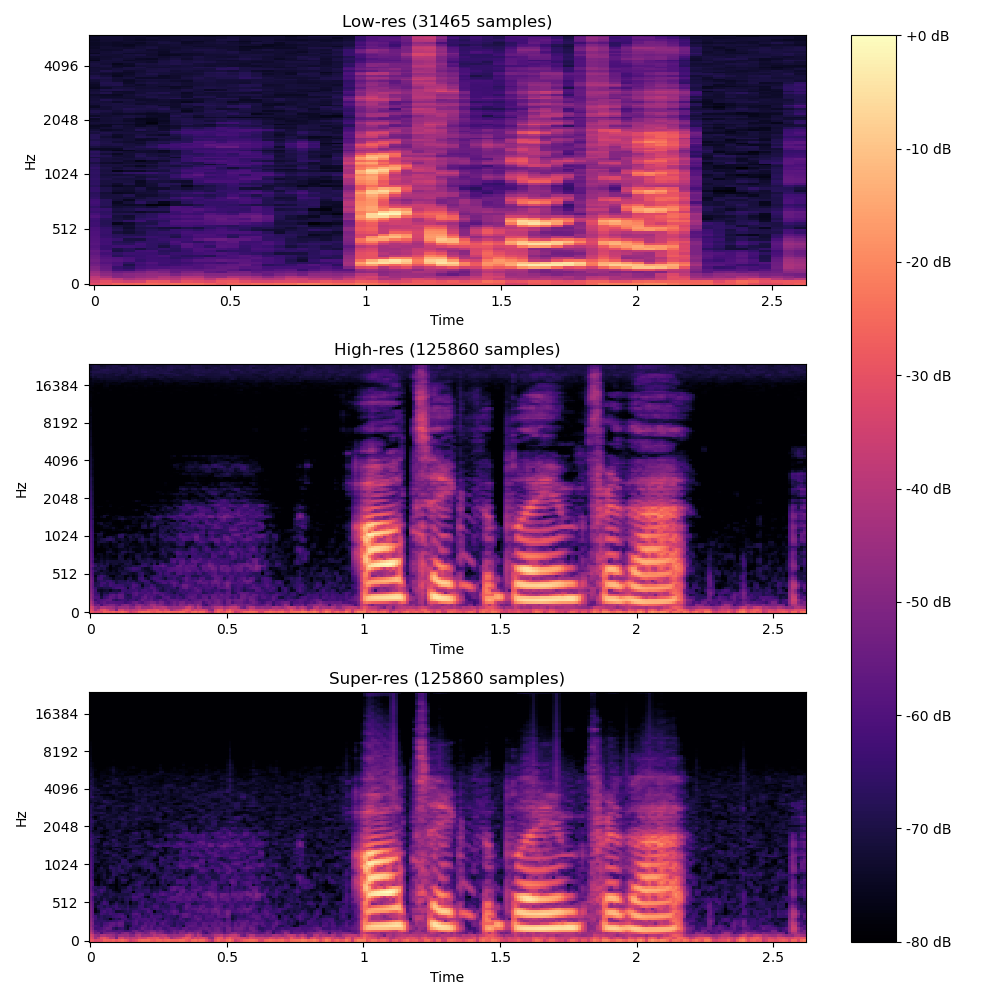 Low-res (31465 samples)
Hz
4096
2048
1024
512
0
0 0.5 1 1.5 2 2.5
Time
High-res (125860 samples)
Hz
16384
8192
4096
2048
1024
512
0
0 0.5 1 1.5 2 2.5
Time
Super-res (125860 samples)
Hz
16384
8192
4096
2048
1024
512
0
0 0.5 1 1.5 2 2.5
Time
+0 dB
-10 dB
-20 dB
-30 dB
-40 dB
-50 dB
-60 dB
-70 dB
-80 dB